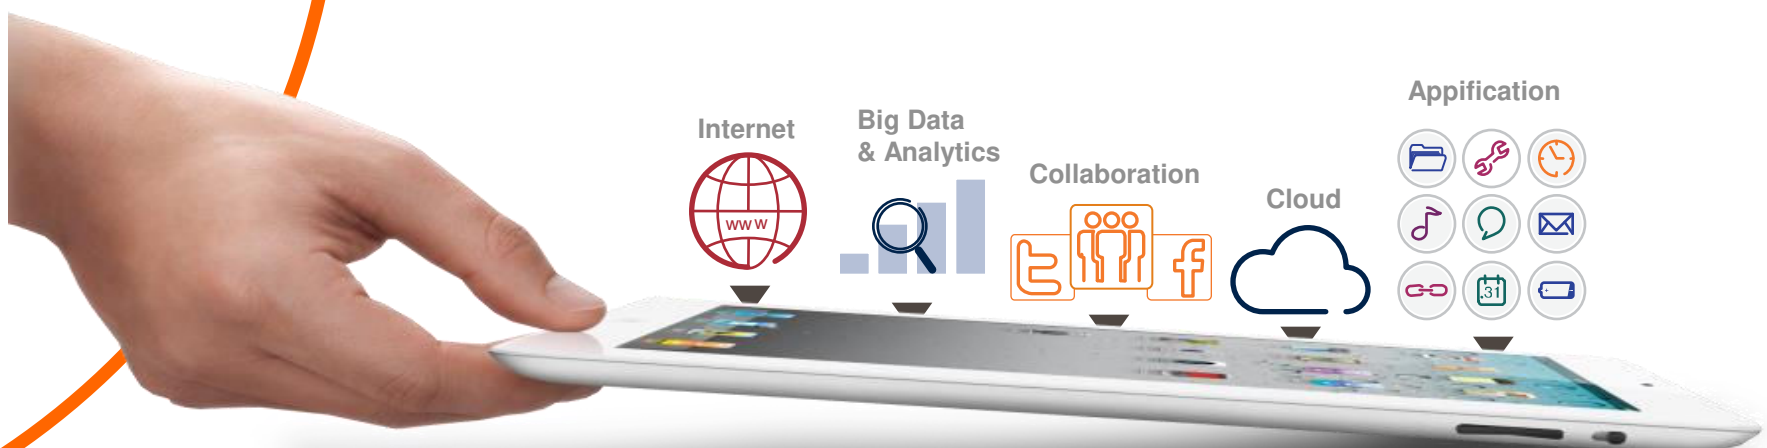 Internet
www
Big Data
& Analytics
Collaboration
Cloud
Appification
31